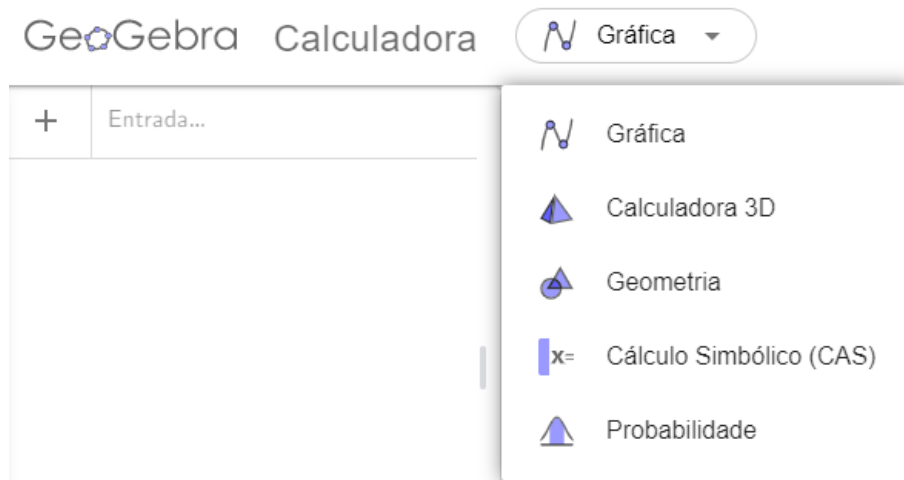 GeoGebra Calculadora Gráfica
Entrada...
Gráfica
Calculadora 3D
Geometria
x= Cálculo Simbólico (CAS)
Probabilidade